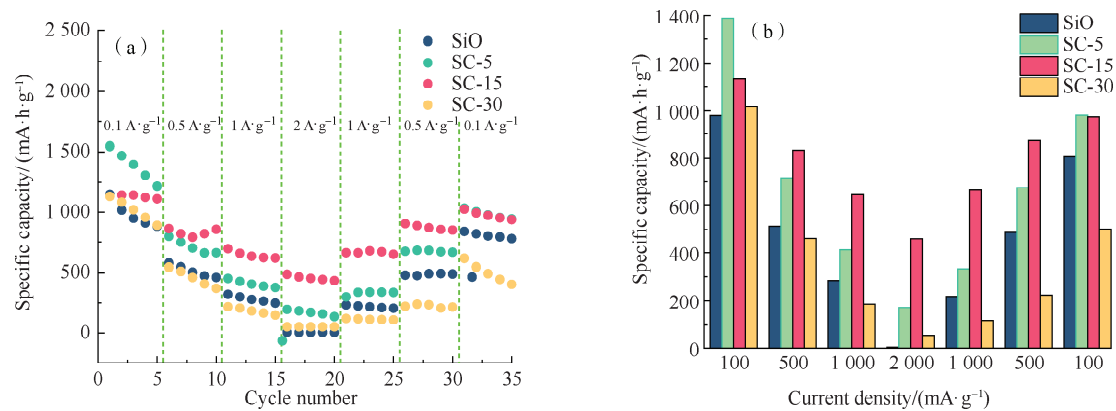 2 500
2 000
1 500
1 000
500
0
Specific capacity/ (mA·h·g⁻¹)
( a )
SiO
SC-5
SC-15
SC-30
0.1 A·g⁻¹ 0.5 A·g⁻¹ 1 A·g⁻¹ 2 A·g⁻¹ 1 A·g⁻¹ 0.5 A·g⁻¹ 0.1 A·g⁻¹
0 5 10 15 20 25 30 35
Cycle number
1 400
1 200
1 000
800
600
400
200
0
Specific capacity/(mA·h·g⁻¹)
( b )
SiO
SC-5
SC-15
SC-30
100 500 1 000 2 000 1 000 500 100
Current density/(mA·g⁻¹)